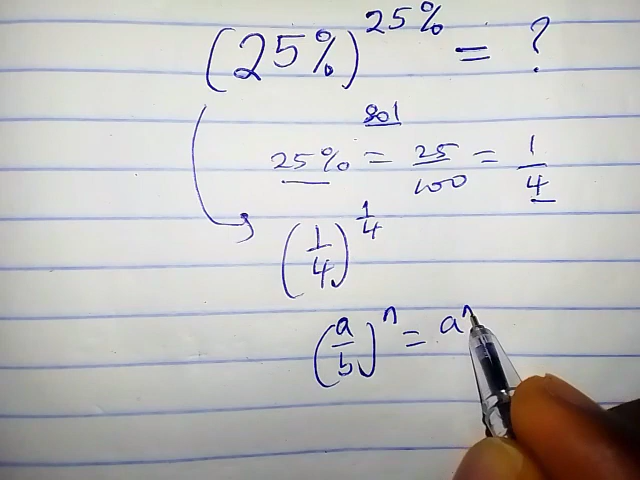 (25%)^25% = ?
sol
25% = 25/100 = 1/4
(1/4)^1/4
(a/b)^n = a^n